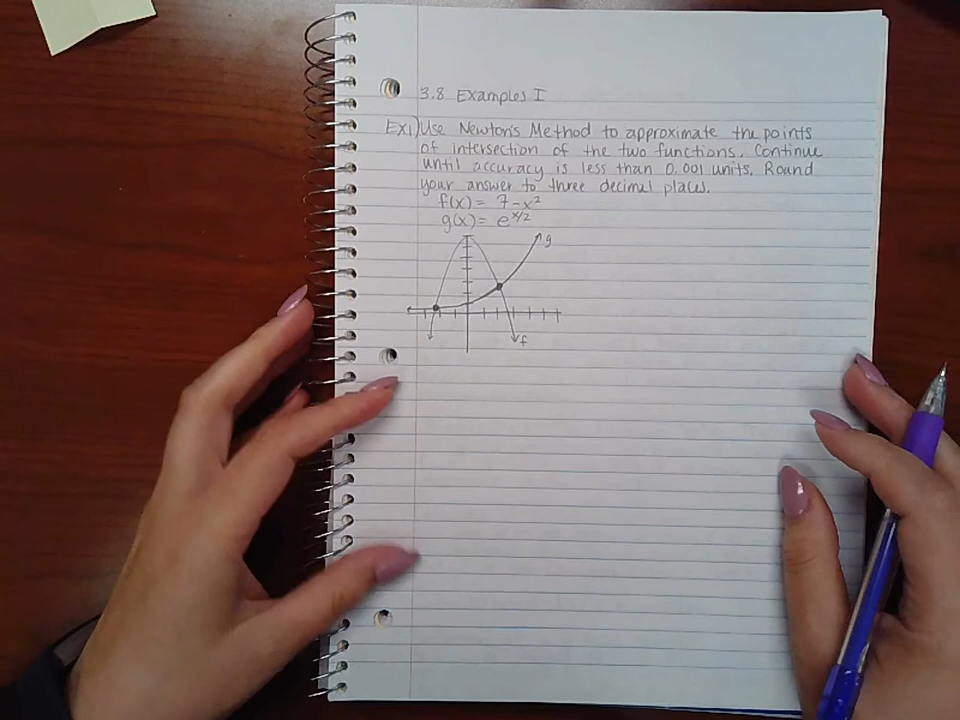 3.8 Examples I
Ex1) Use Newton's Method to approximate the points
of intersection of the two functions. Continue
until accuracy is less than 0.001 units. Round
your answer to three decimal places.
f(x) = 7 - x²
g(x) = e^(x/2)
g
f